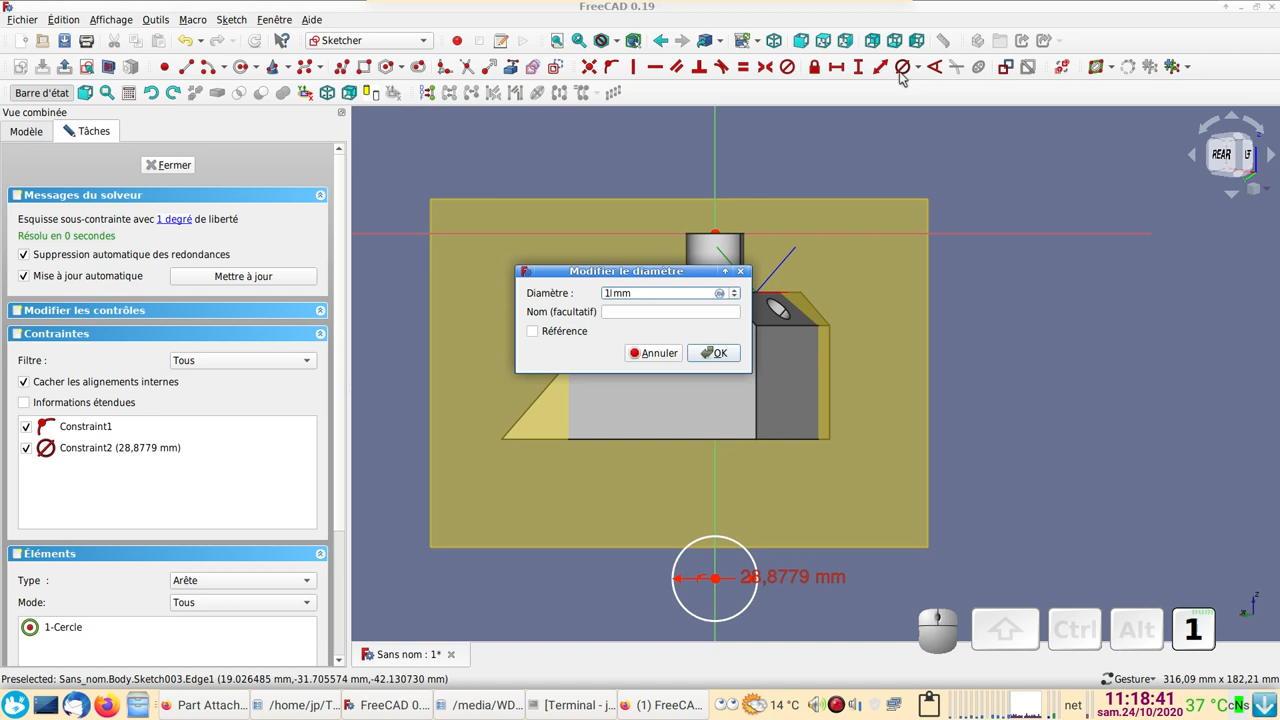 FreeCAD 0.19
Fichier Édition Affichage Outils Macro Sketch Fenêtre Aide
Sketcher
Barre d'état
Vue combinée
Modèle Tâches
Fermer
Messages du solveur
Esquisse sous-contrainte avec 1 degré de liberté
Résolu en 0 secondes
Suppression automatique des redondances
Mise à jour automatique Mettre à jour
Modifier les contrôles
Contraintes
Filtre : Tous
Cacher les alignements internes
Informations étendues
Constraint1
Constraint2 (28,8779 mm)
Éléments
Type : Arête
Mode: Tous
1-Cercle
REAR
Modifier le diamètre
Diamètre : 1 mm
Nom (facultatif)
Référence
Annuler OK
28,8779 mm
Ctrl Alt 1
Sans nom : 1*
Preselected: Sans_nom.Body.Sketch003.Edge1 (19.026485 mm,-31.705574 mm,-42.130730 mm) Gesture 316,09 mm x 182,21 mm
Part Attach... /home/jp/T... FreeCAD 0.... /media/WD... [Terminal - j... (1) FreeCA... 14 °C net 11:18:41 37 °C
sam.24/10/2020